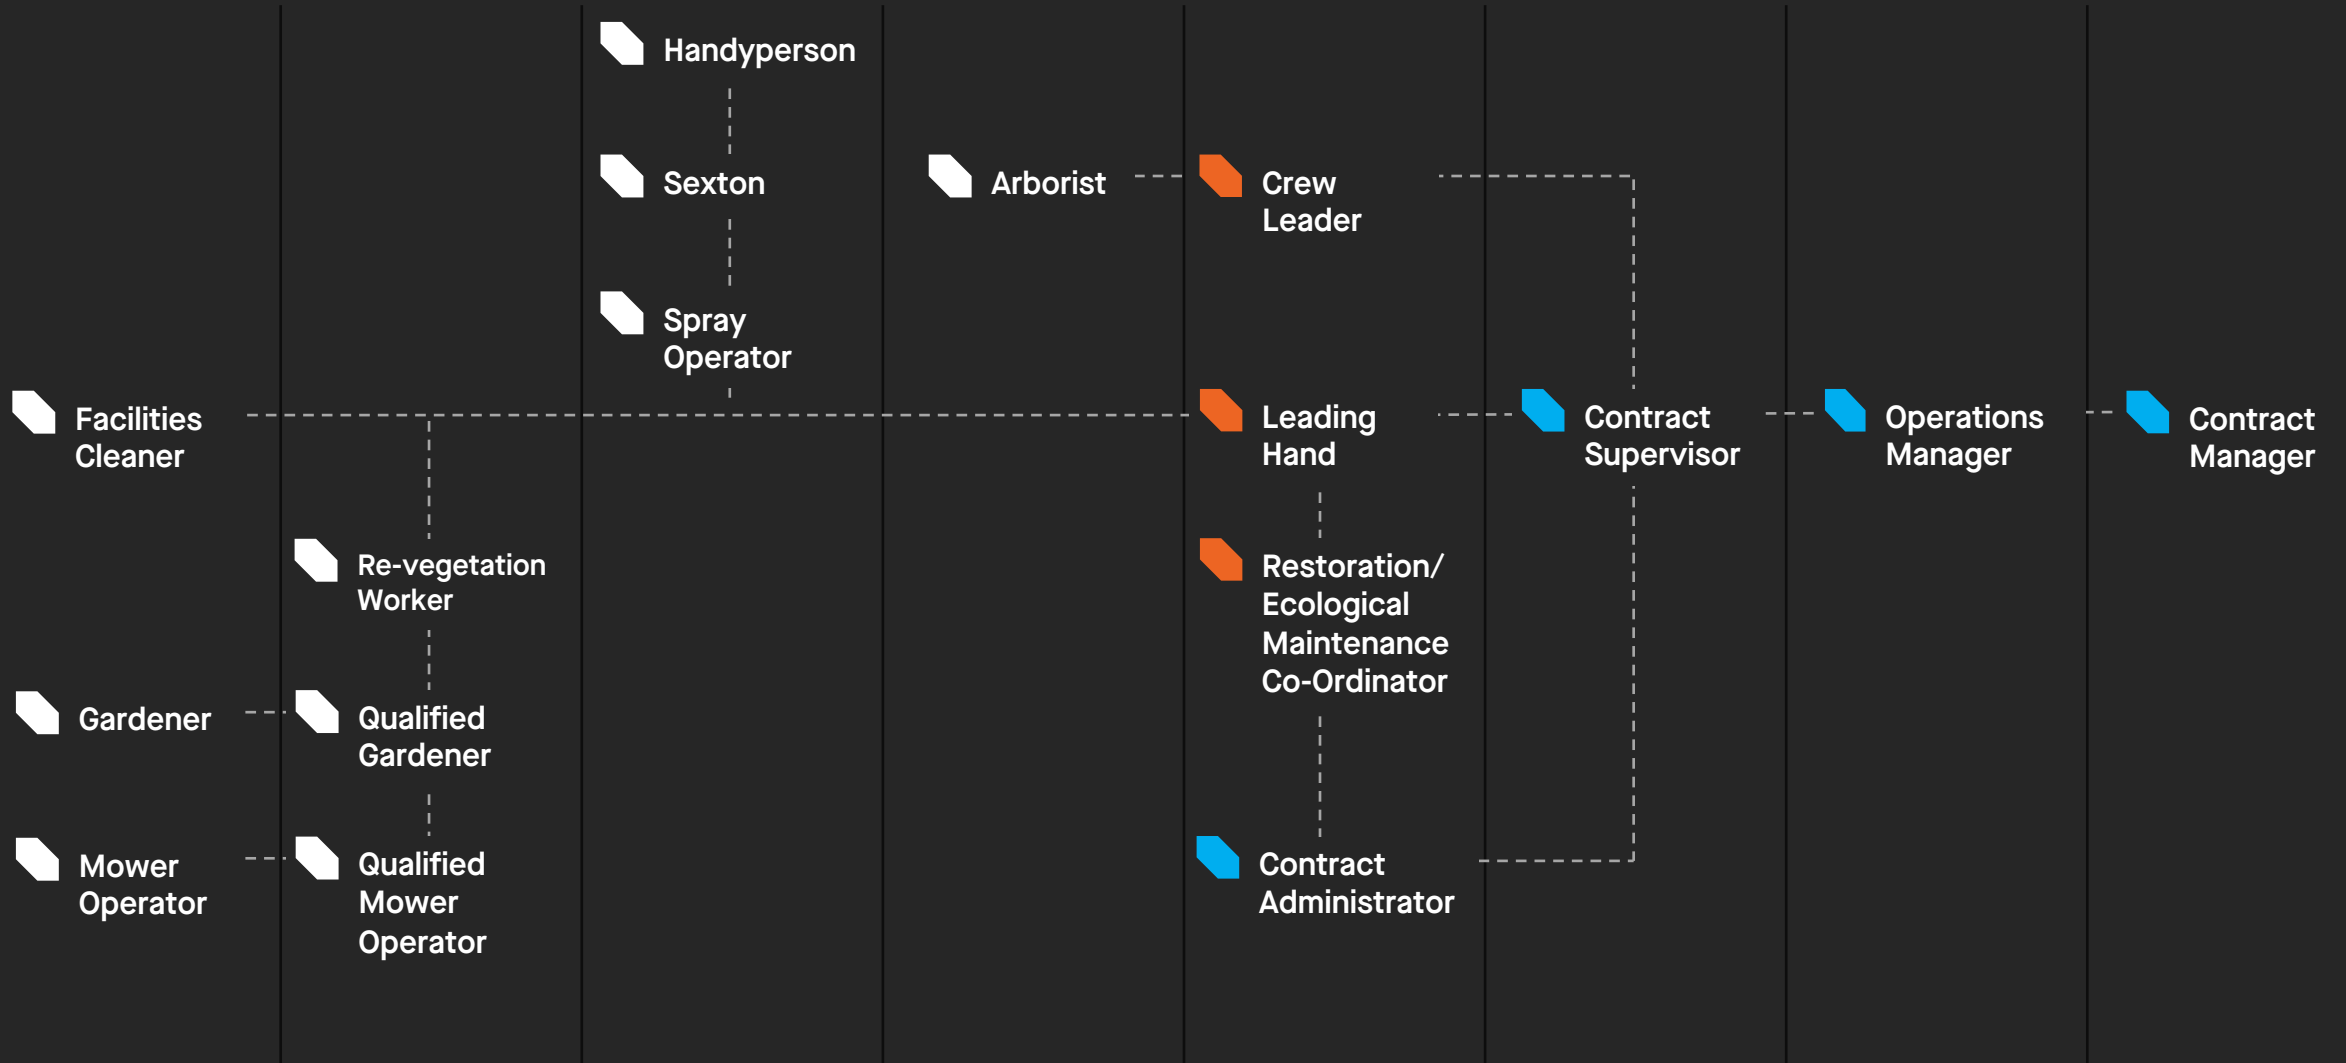 Handyperson
Sexton
Arborist
Crew
Leader
Spray
Operator
Facilities
Cleaner
Leading
Hand
Contract
Supervisor
Operations
Manager
Contract
Manager
Re-vegetation
Worker
Restoration/
Ecological
Maintenance
Co-Ordinator
Gardener
Qualified
Gardener
Mower
Operator
Qualified
Mower
Operator
Contract
Administrator